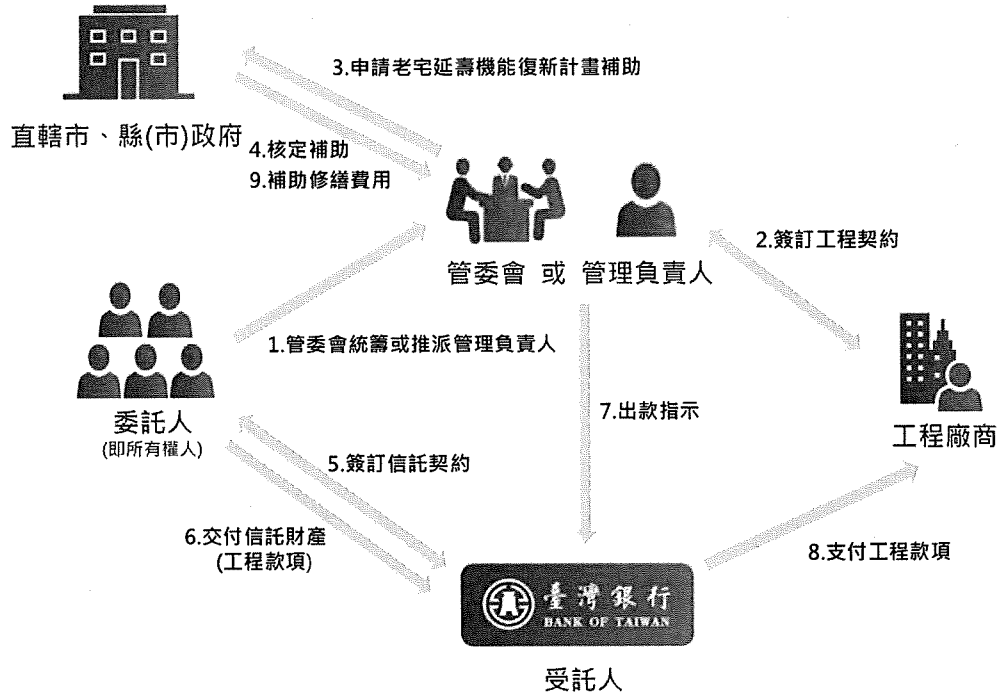 3.申請老宅延壽機能復新計畫補助
直轄市、縣(市)政府
4.核定補助
9.補助修繕費用
2.簽訂工程契約
管委會 或 管理負責人
1.管委會統籌或推派管理負責人
7.出款指示
委託人
(即所有權人)
工程廠商
5.簽訂信託契約
6.交付信託財產
(工程款項)
8.支付工程款項
臺灣銀行
BANK OF TAIWAN
受託人